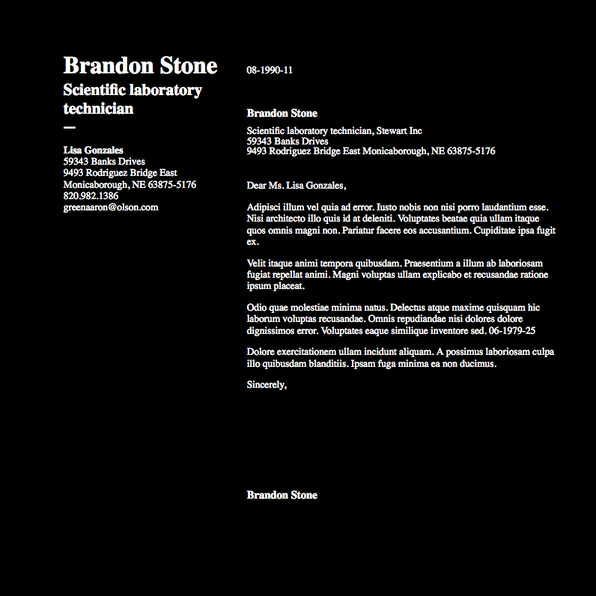 Brandon Stone
Scientific laboratory
technician
—
Lisa Gonzales
59343 Banks Drives
9493 Rodriguez Bridge East
Monicaborough, NE 63875-5176
820.982.1386
greenaaron@olson.com
08-1990-11
Brandon Stone
Scientific laboratory technician, Stewart Inc
59343 Banks Drives
9493 Rodriguez Bridge East Monicaborough, NE 63875-5176
Dear Ms. Lisa Gonzales,
Adipisci illum vel quia ad error. Iusto nobis non nisi porro laudantium esse.
Nisi architecto illo quis id at deleniti. Voluptates beatae quia ullam itaque
quos omnis magni non. Pariatur facere eos accusantium. Cupiditate ipsa fugit
ex.
Velit itaque animi tempora quibusdam. Praesentium a illum ab laboriosam
fugiat repellat animi. Magni voluptas ullam explicabo et recusandae ratione
ipsum placeat.
Odio quae molestiae minima natus. Delectus atque maxime quisquam hic
laborum voluptas recusandae. Omnis repudiandae nisi dolores dolore
dignissimos error. Voluptates eaque similique inventore sed. 06-1979-25
Dolore exercitationem ullam incidunt aliquam. A possimus laboriosam culpa
illo quibusdam blanditiis. Ipsam fuga minima ea non ducimus.
Sincerely,
Brandon Stone